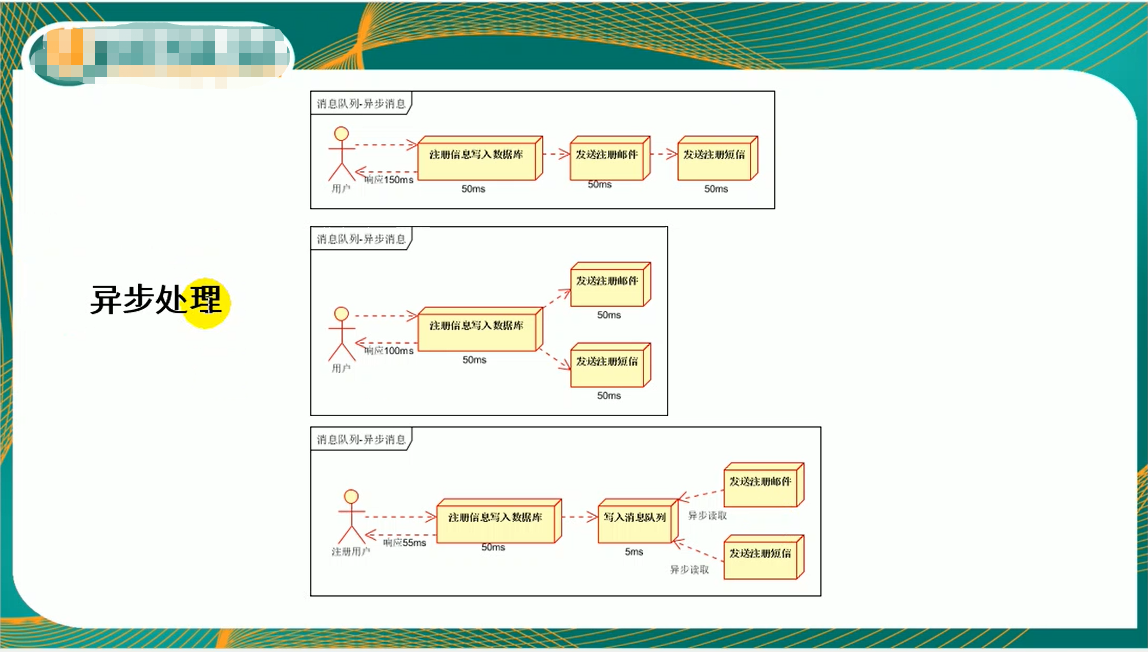 异步处理
消息队列-异步消息
用户
响应150ms
注册信息写入数据库
50ms
发送注册邮件
50ms
发送注册短信
50ms
消息队列-异步消息
用户
响应100ms
注册信息写入数据库
50ms
发送注册邮件
50ms
发送注册短信
50ms
消息队列-异步消息
注册用户
响应55ms
注册信息写入数据库
50ms
写入消息队列
5ms
发送注册邮件
异步读取
发送注册短信
异步读取